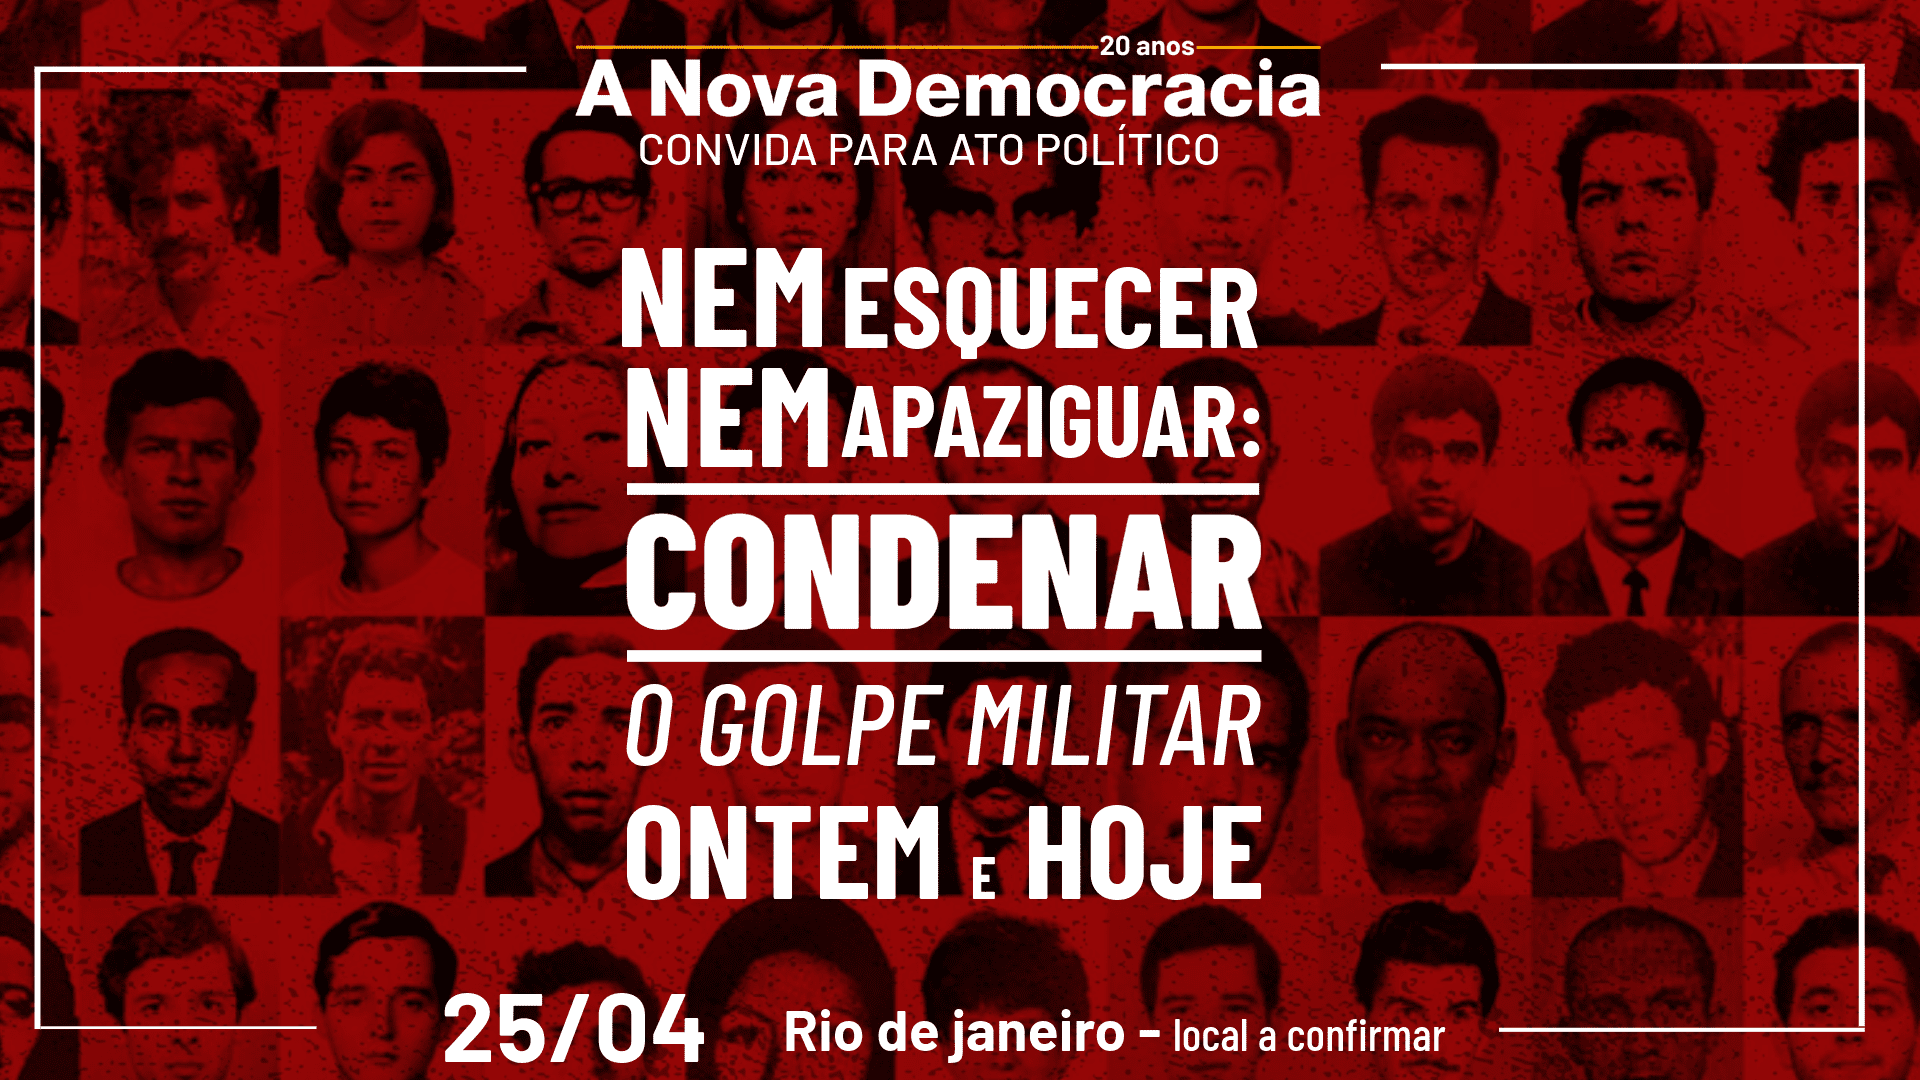 20 anos
A Nova Democracia
CONVIDA PARA ATO POLÍTICO
NEM ESQUECER
NEM APAZIGUAR:
CONDENAR
O GOLPE MILITAR
ONTEM E HOJE
25/04 Rio de janeiro - local a confirmar